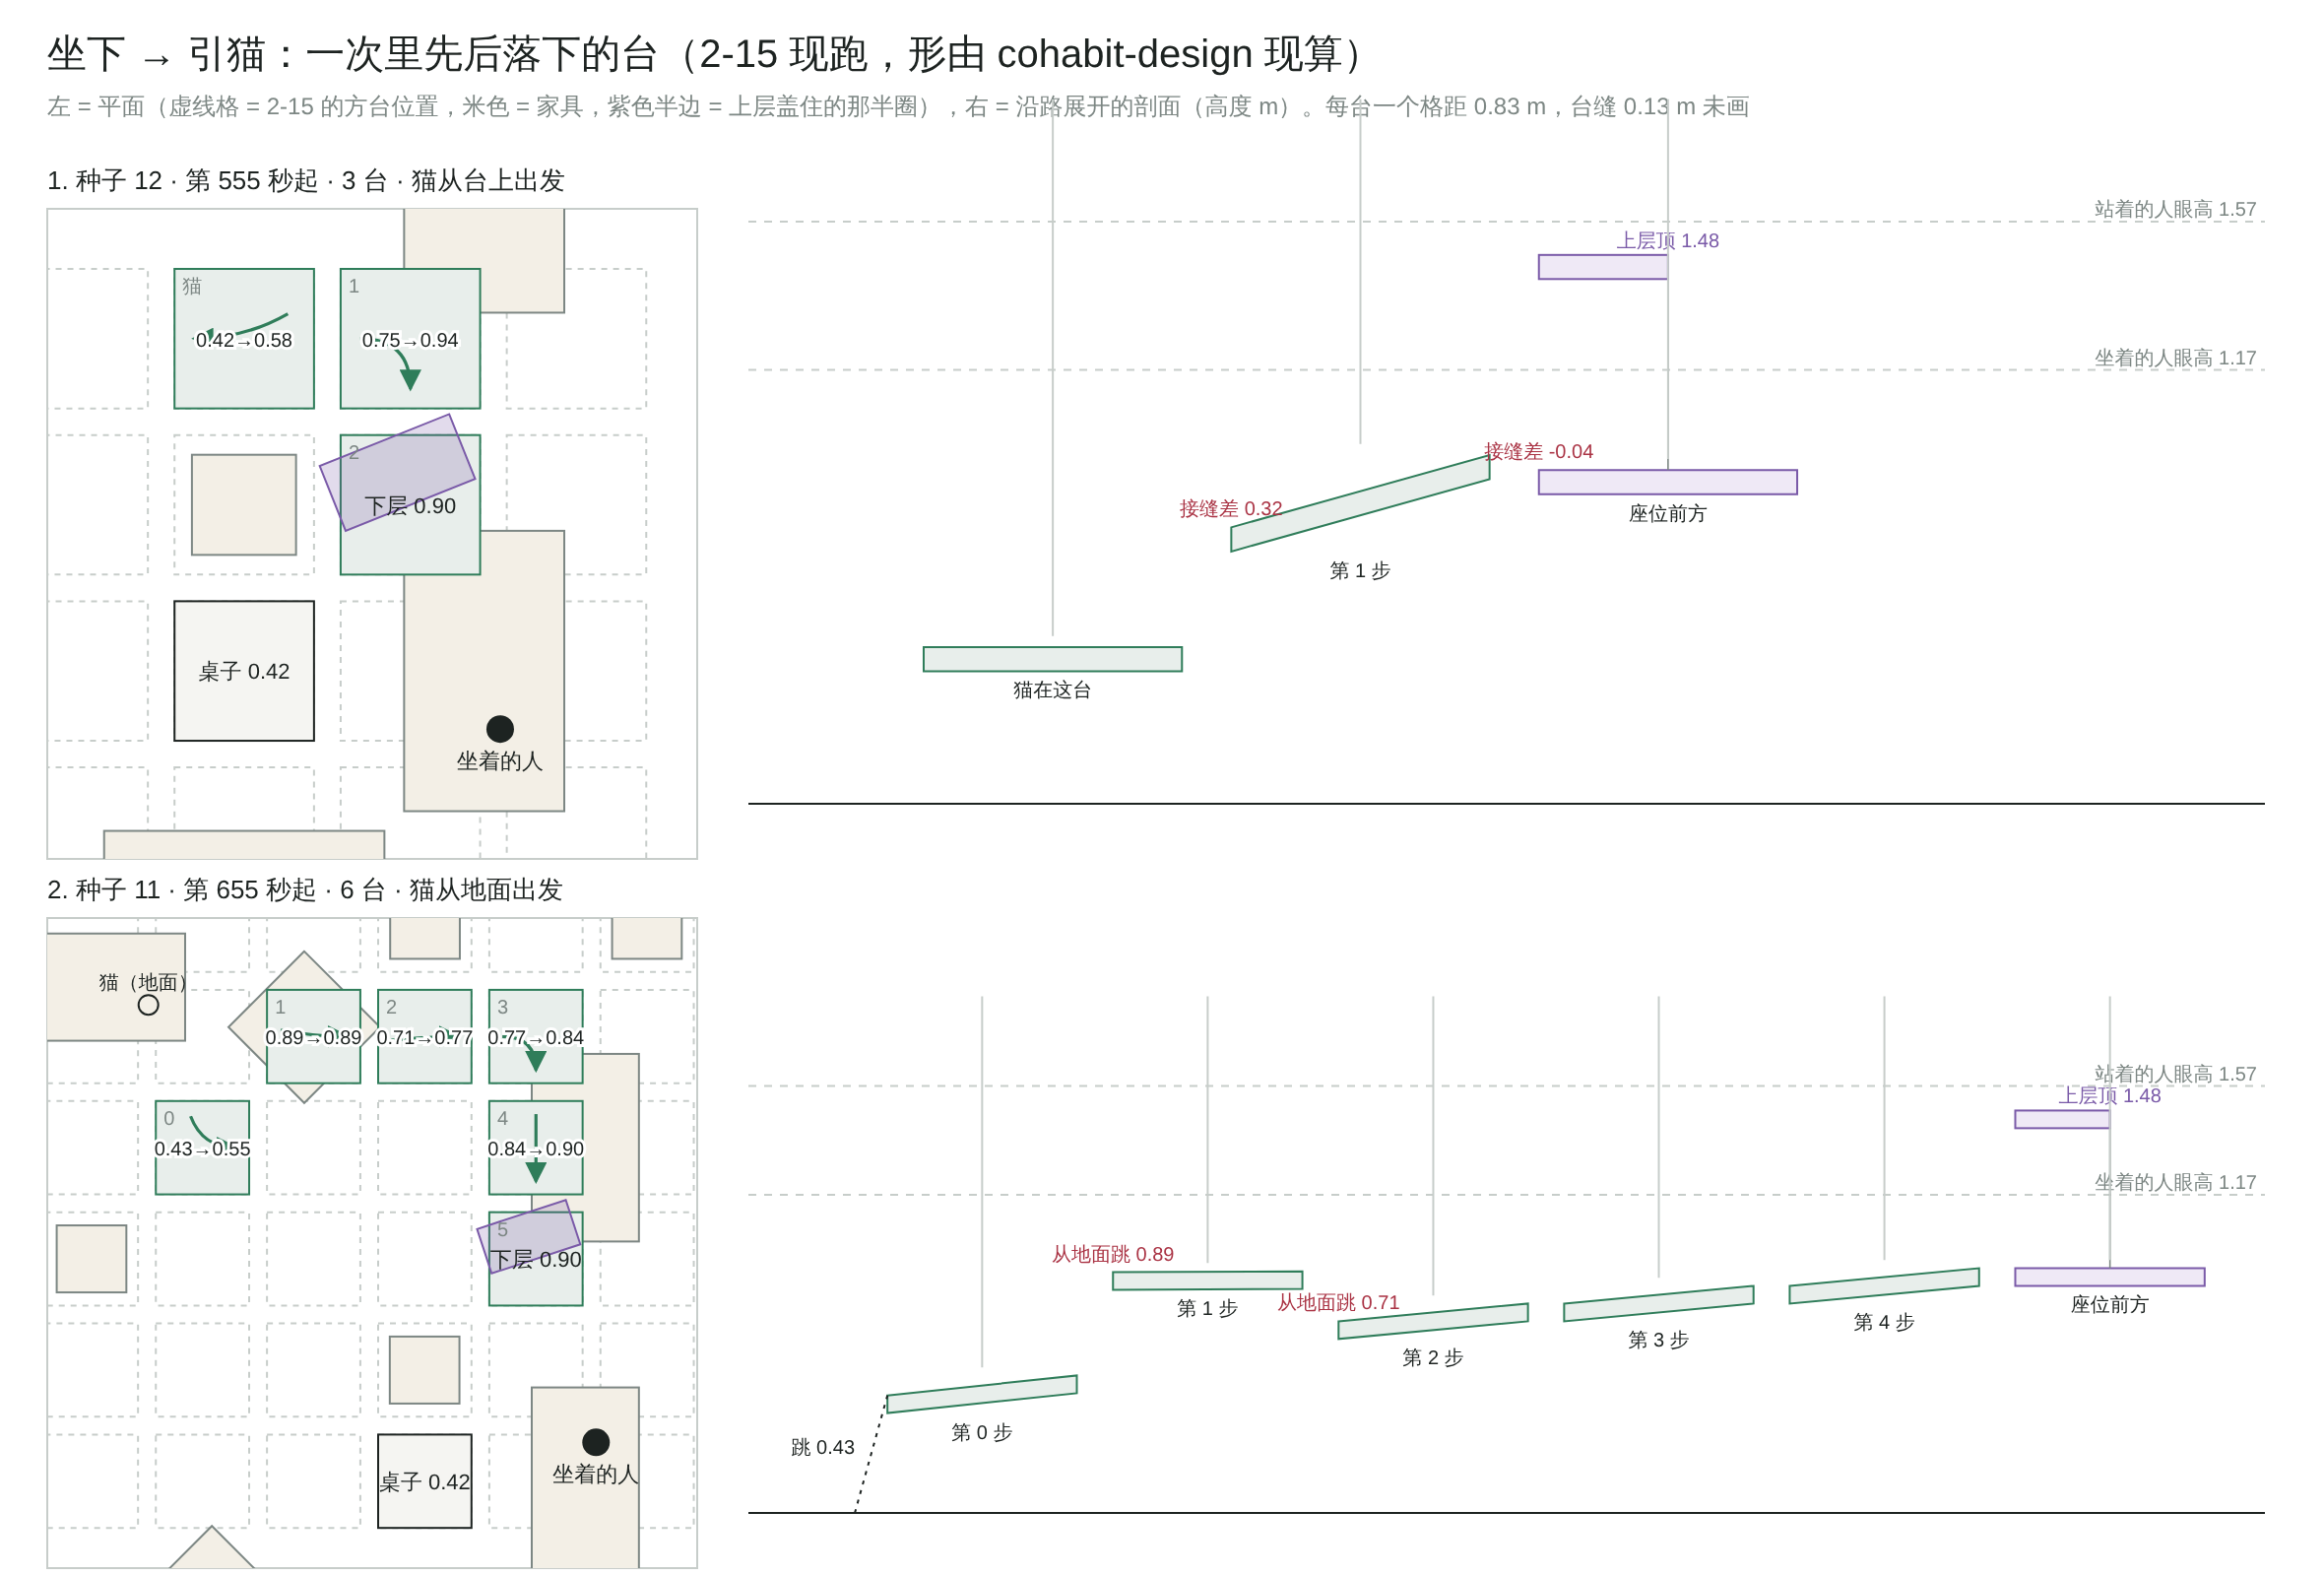 坐下 → 引猫：一次里先后落下的台（2-15 现跑，形由 cohabit-design 现算）
左 = 平面（虚线格 = 2-15 的方台位置，米色 = 家具，紫色半边 = 上层盖住的那半圈），右 = 沿路展开的剖面（高度 m）。每台一个格距 0.83 m，台缝 0.13 m 未画
1. 种子 12 · 第 555 秒起 · 3 台 · 猫从台上出发
猫
0.42→0.58
1
0.75→0.94
2
下层 0.90
桌子 0.42
坐着的人
站着的人眼高 1.57
上层顶 1.48
坐着的人眼高 1.17
接缝差 -0.04
接缝差 0.32
座位前方
第 1 步
猫在这台
2. 种子 11 · 第 655 秒起 · 6 台 · 猫从地面出发
猫（地面）
1
0.89→0.89
2
0.71→0.77
3
0.77→0.84
0
0.43→0.55
4
0.84→0.90
5
下层 0.90
桌子 0.42
坐着的人
站着的人眼高 1.57
上层顶 1.48
坐着的人眼高 1.17
从地面跳 0.89
第 1 步
从地面跳 0.71
第 2 步
第 3 步
第 4 步
座位前方
第 0 步
跳 0.43